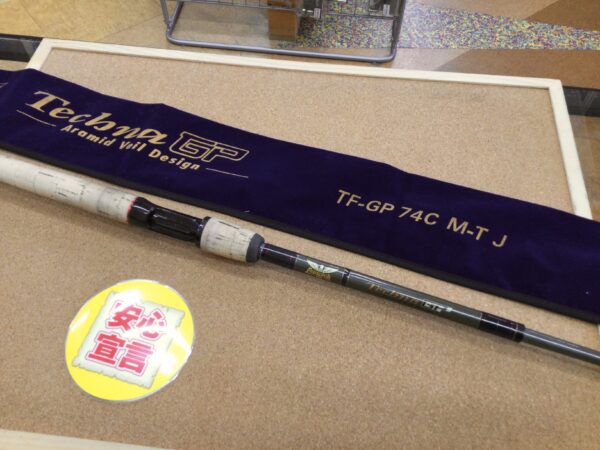 Techna GP
Aramid Veil Design
TF-GP 74C M-T J
安心
宣言